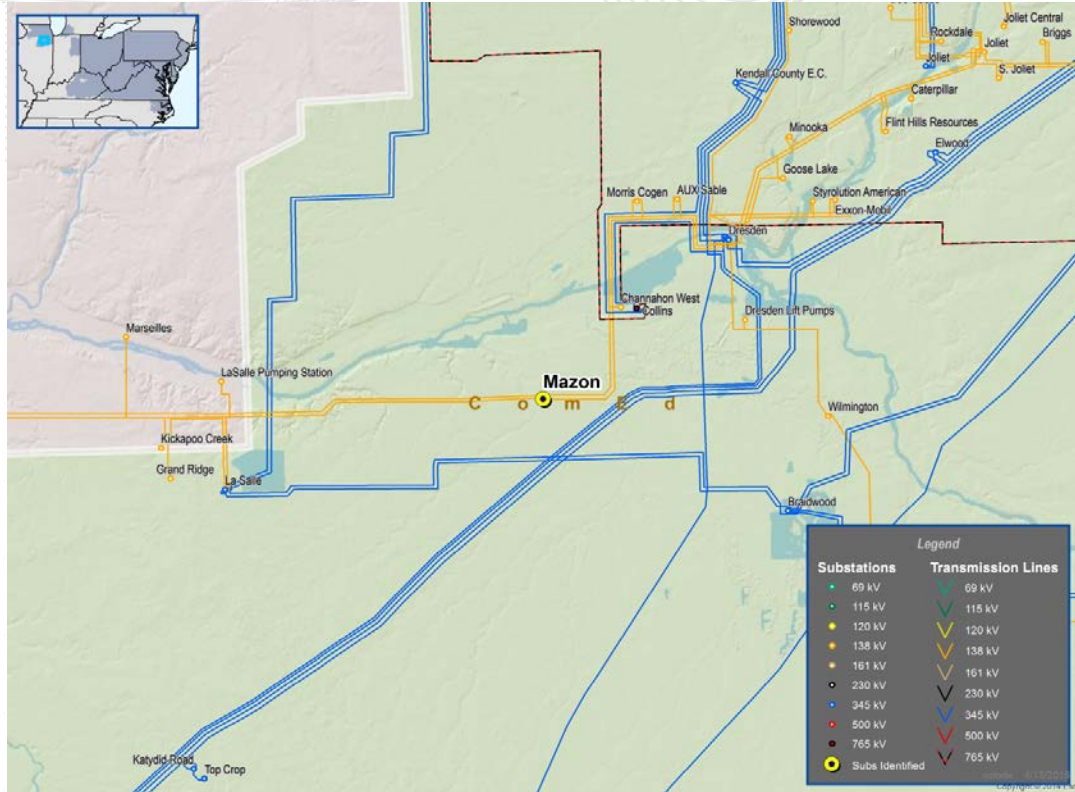 Shorewood
Joliet Central
Rockdale
Briggs
Joliet
Joliet
S. Joliet
Kendall County E.C.
Caterpillar
Flint Hills Resources
Minooka
Elwood
Goose Lake
Morris Cogen
AUX Sable
Styrolution American
Exxon-Mobil
Dresden
Channahon West
Collins
Dresden Lift Pumps
Marseilles
LaSalle Pumping Station
Mazon
C o m E d
Wilmington
Kickapoo Creek
Grand Ridge
La Salle
Braidwood
Katydid Road
Top Crop
Legend
Substations
69 kV
115 kV
120 kV
138 kV
161 kV
230 kV
345 kV
500 kV
765 kV
Subs Identified
Transmission Lines
69 kV
115 kV
120 kV
138 kV
161 kV
230 kV
345 kV
500 kV
765 kV